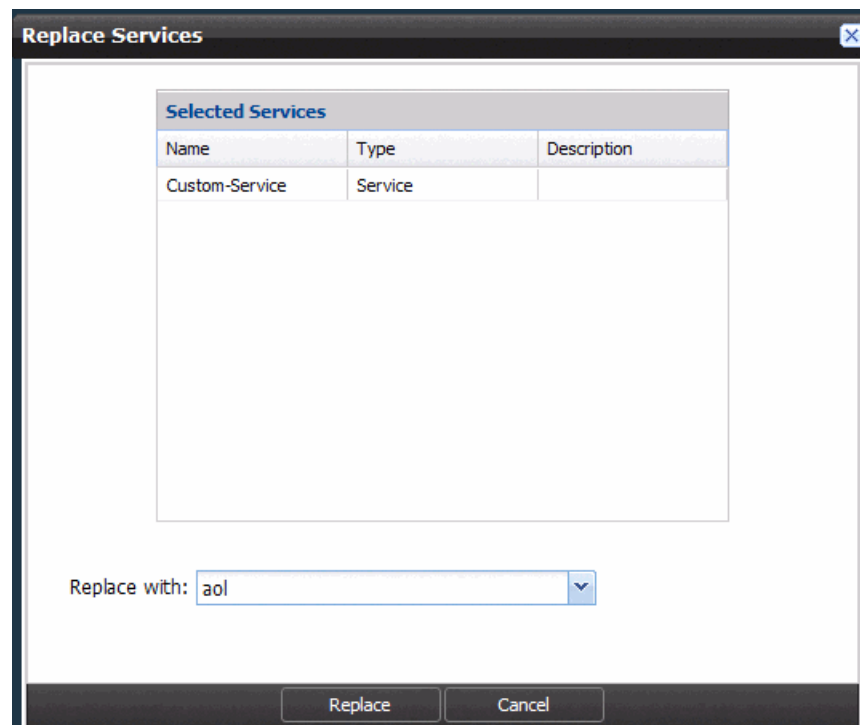 Replace Services
Selected Services
Name Type Description
Custom-Service Service
Replace with: aol
Replace Cancel